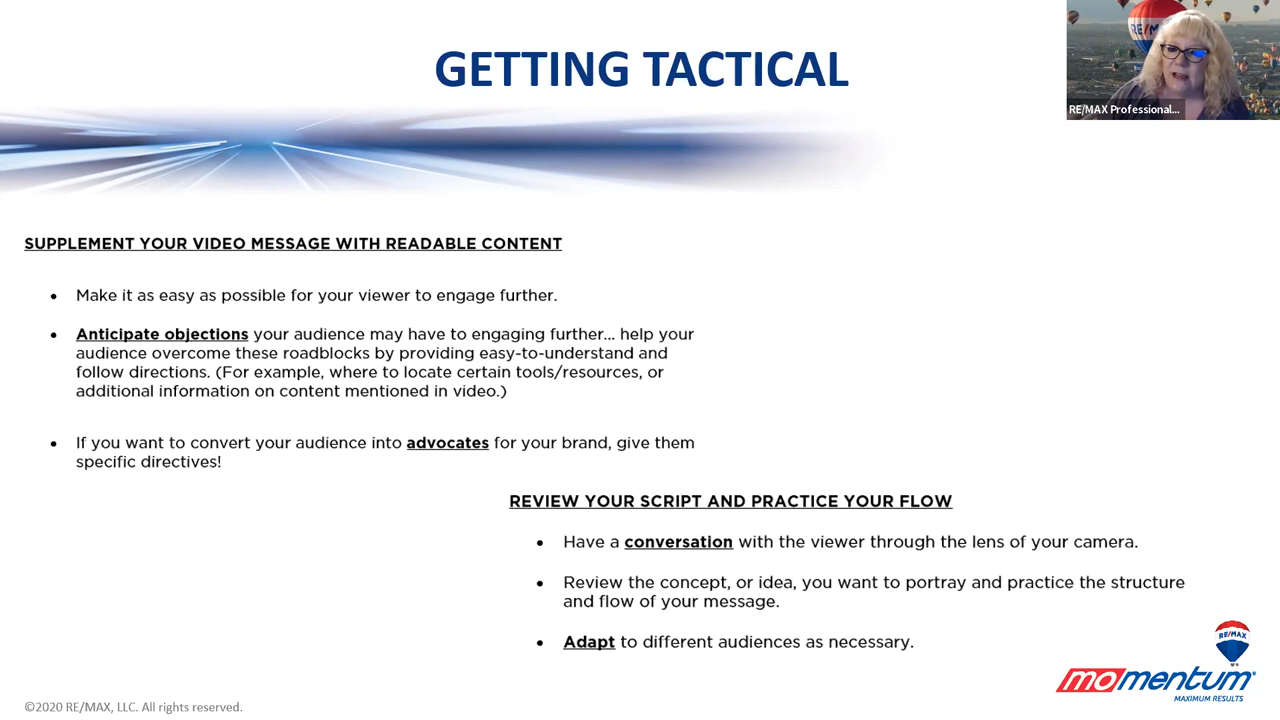 GETTING TACTICAL
RE/MAX
RE/MAX Professional...
SUPPLEMENT YOUR VIDEO MESSAGE WITH READABLE CONTENT
• Make it as easy as possible for your viewer to engage further.
• Anticipate objections your audience may have to engaging further... help your
audience overcome these roadblocks by providing easy-to-understand and
follow directions. (For example, where to locate certain tools/resources, or
additional information on content mentioned in video.)
• If you want to convert your audience into advocates for your brand, give them
specific directives!
REVIEW YOUR SCRIPT AND PRACTICE YOUR FLOW
• Have a conversation with the viewer through the lens of your camera.
• Review the concept, or idea, you want to portray and practice the structure
and flow of your message.
• Adapt to different audiences as necessary.
RE/MAX
momentum®
MAXIMUM RESULTS
©2020 RE/MAX, LLC. All rights reserved.